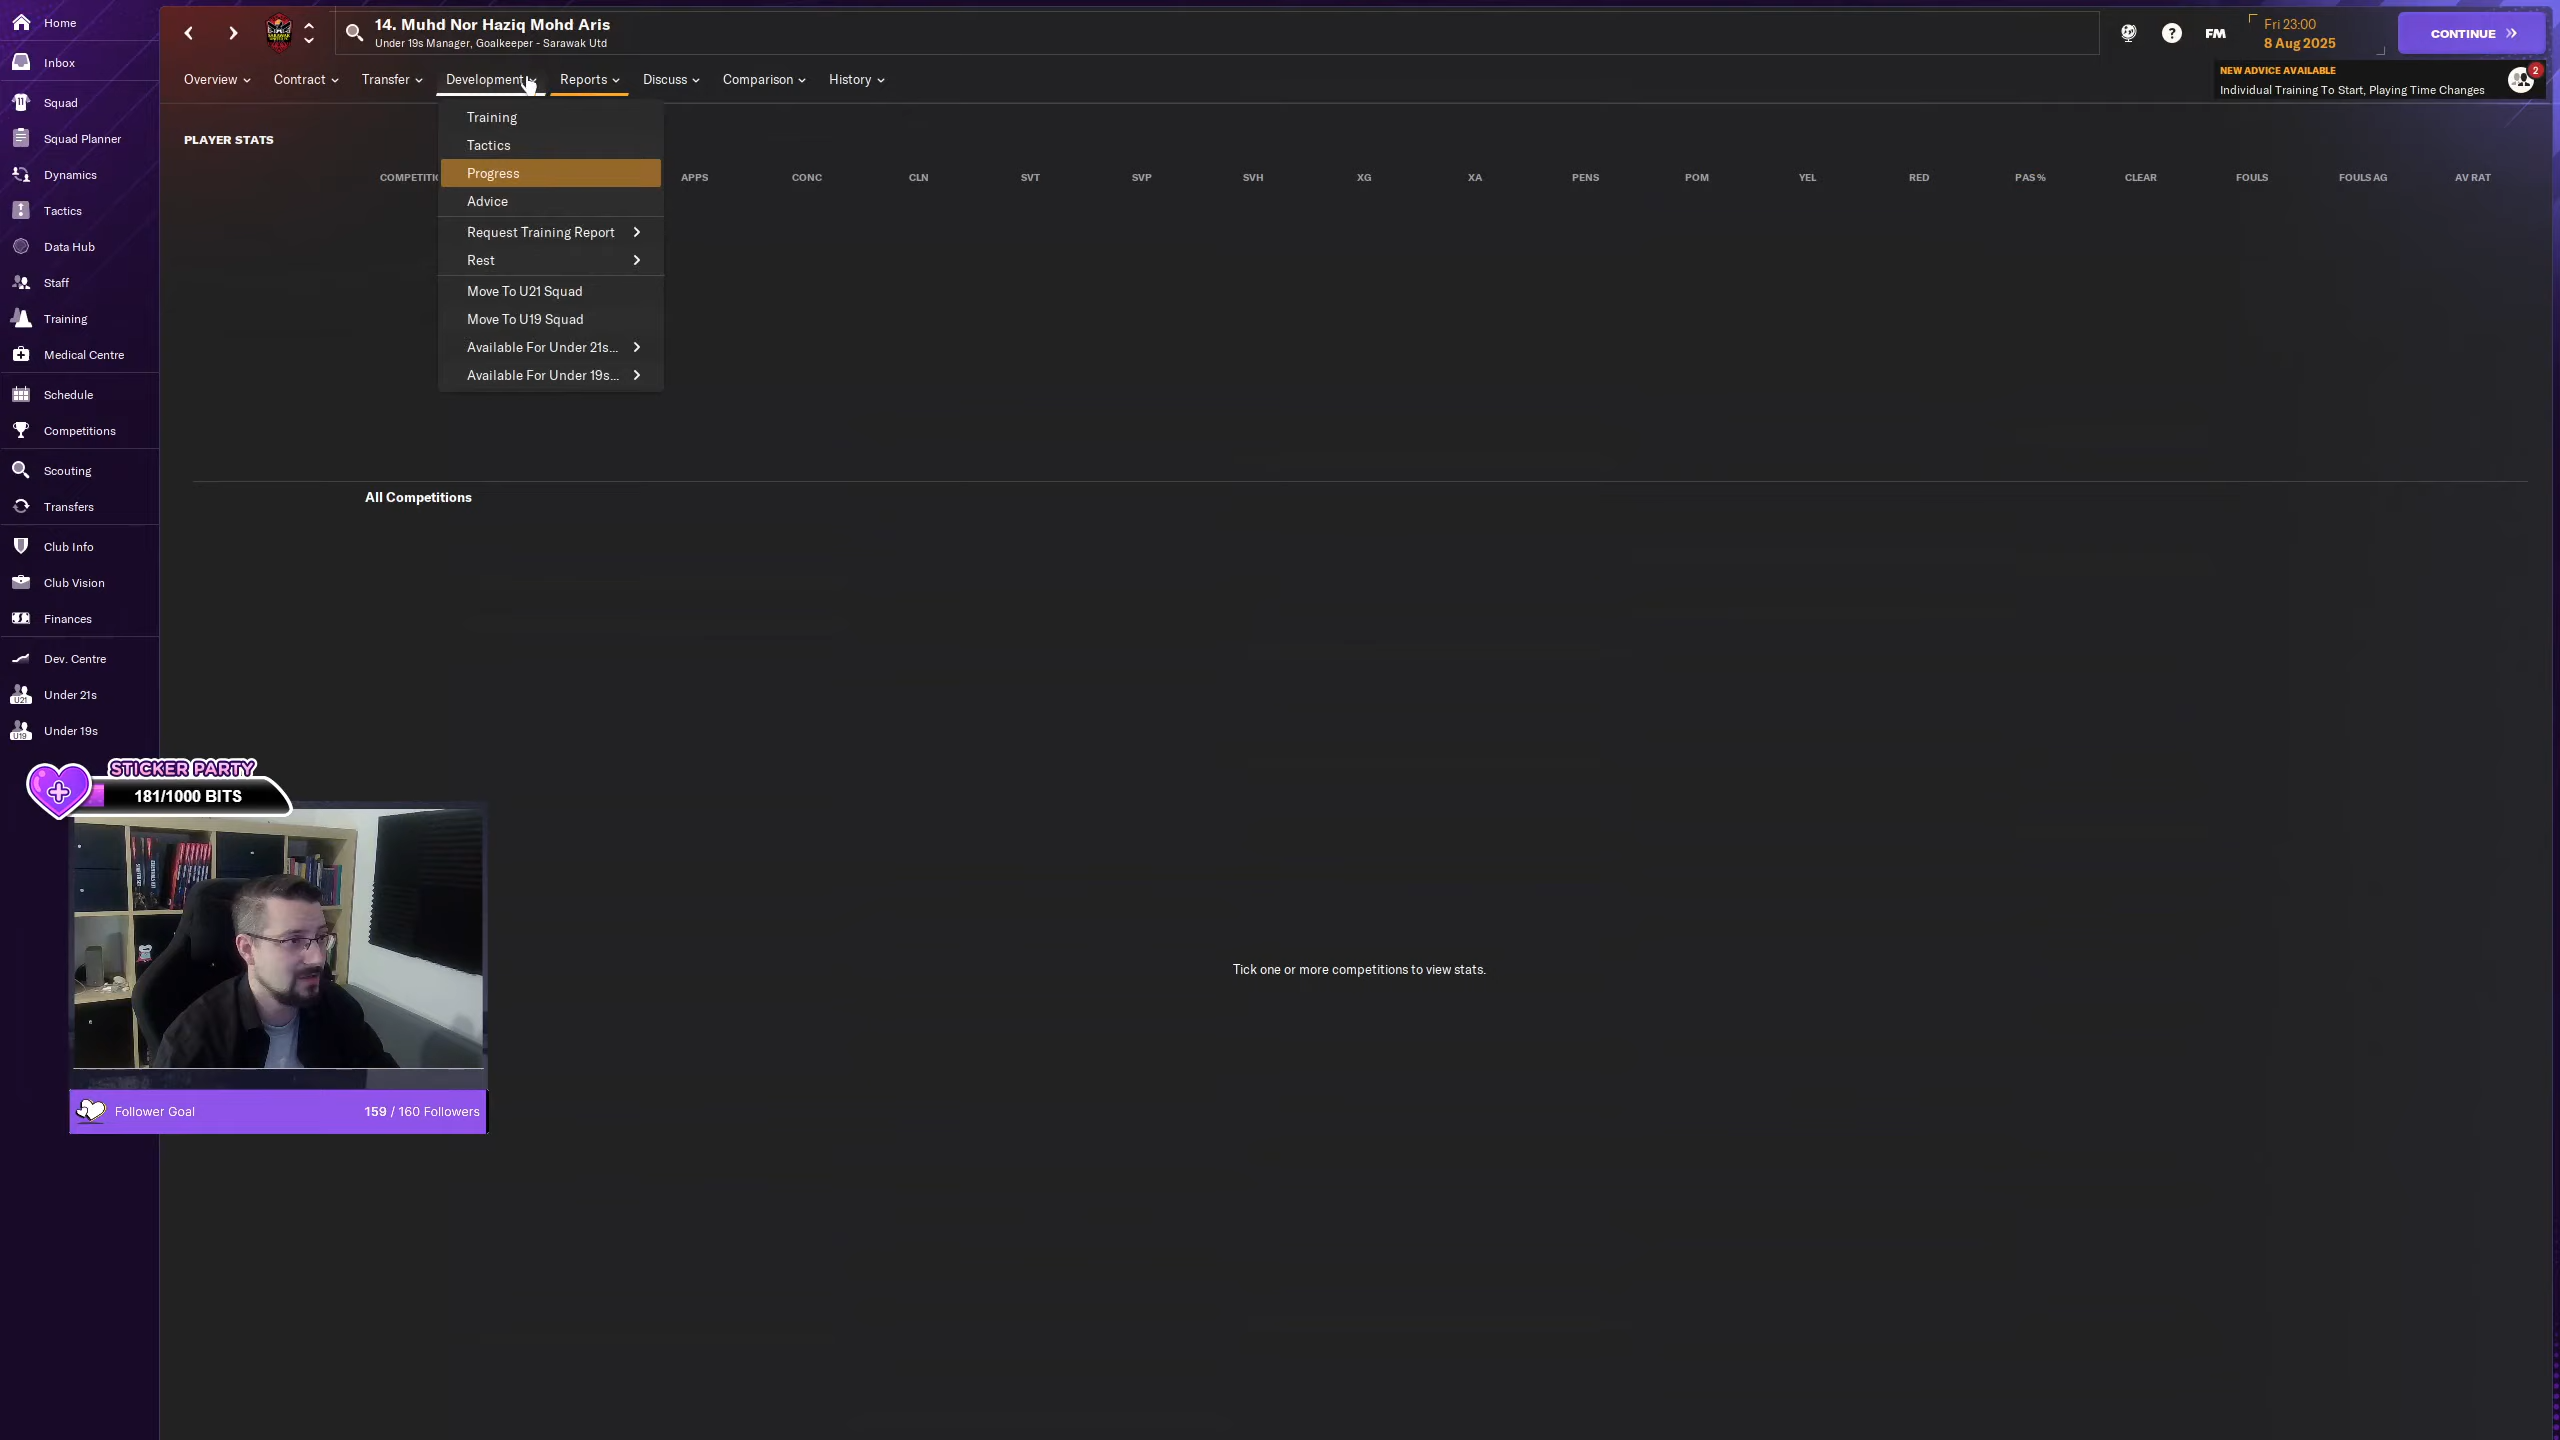 Home
Inbox
Squad
Squad Planner
Dynamics
Tactics
Data Hub
Staff
Training
Medical Centre
Schedule
Competitions
Scouting
Transfers
Club Info
Club Vision
Finances
Dev. Centre
U21 Under 21s
U19 Under 19s
14. Muhd Nor Haziq Mohd Aris
Under 19s Manager, Goalkeeper - Sarawak Utd
FM
Fri 23:00
8 Aug 2025
CONTINUE
Overview Contract Transfer Development Reports Discuss Comparison History
NEW ADVICE AVAILABLE
Individual Training To Start, Playing Time Changes
2
PLAYER STATS
COMPETITI APPS CONC CLN SVT SVP SVH XG XA PENS POM YEL RED PAS % CLEAR FOULS FOULS AG AV RAT
Training
Tactics
Progress
Advice
Request Training Report
Rest
Move To U21 Squad
Move To U19 Squad
Available For Under 21s...
Available For Under 19s...
All Competitions
Tick one or more competitions to view stats.
STICKER PARTY
181/1000 BITS
Follower Goal 159 / 160 Followers